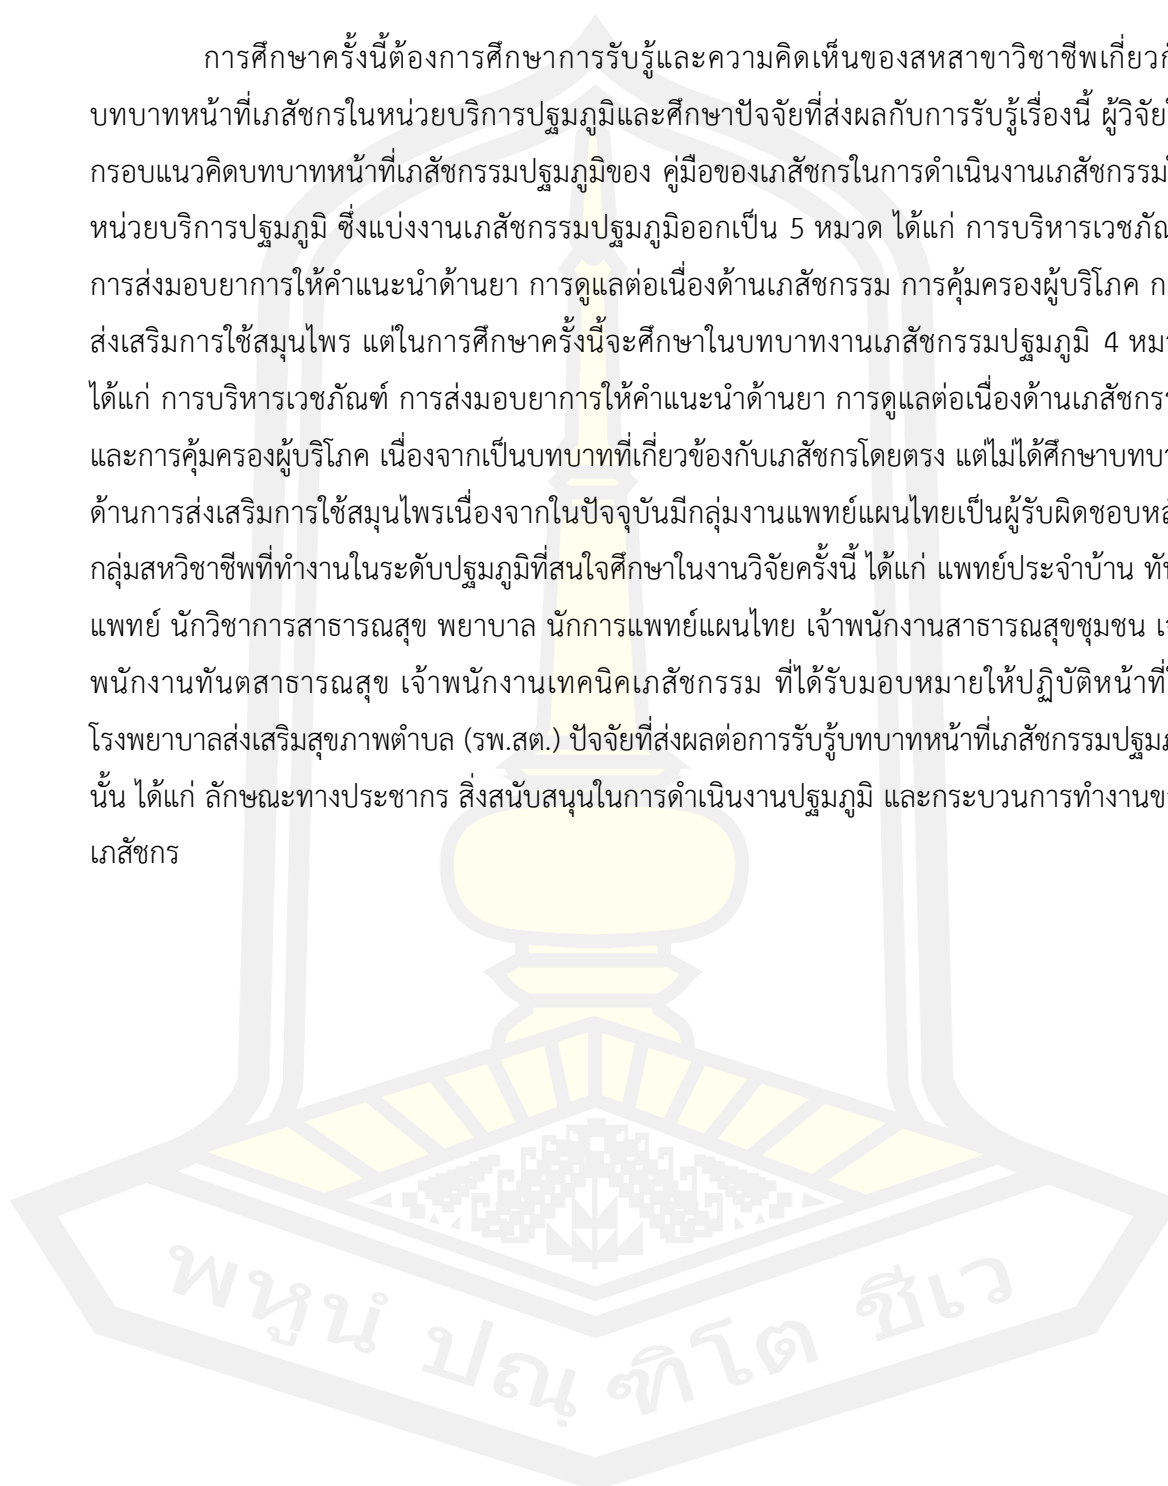 การศึกษาครั้งนี้ต้องการศึกษาการรับรู้และความคิดเห็นของสหสาขาวิชาชีพเกี่ยวกั
บทบาทหน้าที่เภสัชกรในหน่วยบริการปฐมภูมิและศึกษาปัจจัยที่ส่งผลกับการรับรู้เรื่องนี้ ผู้วิจัย
กรอบแนวคิดบทบาทหน้าที่เภสัชกรรมปฐมภูมิของ คู่มือของเภสัชกรในการดำเนินงานเภสัชกรรม
หน่วยบริการปฐมภูมิ ซึ่งแบ่งงานเภสัชกรรมปฐมภูมิออกเป็น 5 หมวด ได้แก่ การบริหารเวชภัณ
การส่งมอบยาการให้คำแนะนำด้านยา การดูแลต่อเนื่องด้านเภสัชกรรม การคุ้มครองผู้บริโภค ก
ส่งเสริมการใช้สมุนไพร แต่ในการศึกษาครั้งนี้จะศึกษาในบทบาทงานเภสัชกรรมปฐมภูมิ 4 หม
ได้แก่ การบริหารเวชภัณฑ์ การส่งมอบยาการให้คำแนะนำด้านยา การดูแลต่อเนื่องด้านเภสัชกร
และการคุ้มครองผู้บริโภค เนื่องจากเป็นบทบาทที่เกี่ยวข้องกับเภสัชกรโดยตรง แต่ไม่ได้ศึกษาบทบา
ด้านการส่งเสริมการใช้สมุนไพรเนื่องจากในปัจจุบันมีกลุ่มงานแพทย์แผนไทยเป็นผู้รับผิดชอบหลั
กลุ่มสหวิชาชีพที่ทำงานในระดับปฐมภูมิที่สนใจศึกษาในงานวิจัยครั้งนี้ ได้แก่ แพทย์ประจำบ้าน ทั
แพทย์ นักวิชาการสาธารณสุข พยาบาล นักการแพทย์แผนไทย เจ้าพนักงานสาธารณสุขชุมชน เจ
พนักงานทันตสาธารณสุข เจ้าพนักงานเทคนิคเภสัชกรรม ที่ได้รับมอบหมายให้ปฏิบัติหน้าที่
โรงพยาบาลส่งเสริมสุขภาพตำบล (รพ.สต.) ปัจจัยที่ส่งผลต่อการรับรู้บทบาทหน้าที่เภสัชกรรมปฐมภ
นั้น ได้แก่ ลักษณะทางประชากร สิ่งสนับสนุนในการดำเนินงานปฐมภูมิ และกระบวนการทำงานข
เภสัชกร
พหูนํ ปณฺฑิโต ชีเว